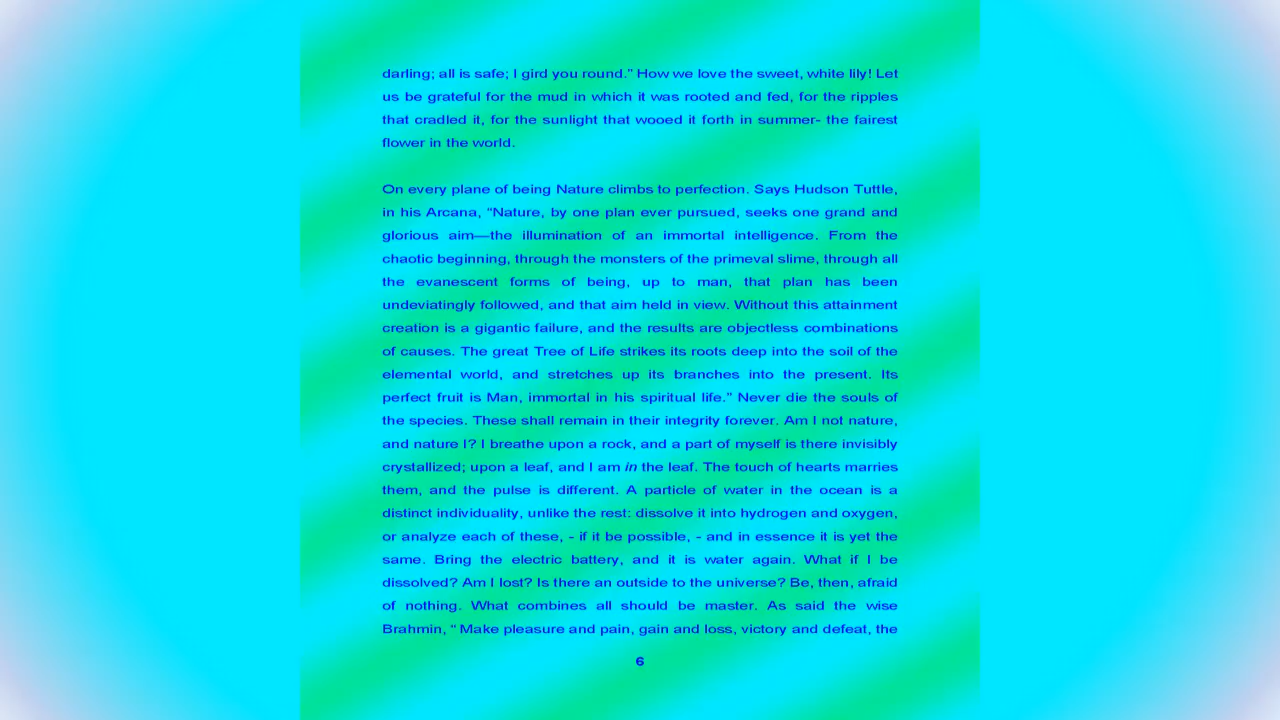 darling; all is safe; I gird you round." How we love the sweet, white lily! Let
us be grateful for the mud in which it was rooted and fed, for the ripples
that cradled it, for the sunlight that wooed it forth in summer- the fairest
flower in the world.
On every plane of being Nature climbs to perfection. Says Hudson Tuttle,
in his Arcana, "Nature, by one plan ever pursued, seeks one grand and
glorious aim—the illumination of an immortal intelligence. From the
chaotic beginning, through the monsters of the primeval slime, through all
the evanescent forms of being, up to man, that plan has been
undeviatingly followed, and that aim held in view. Without this attainment
creation is a gigantic failure, and the results are objectless combinations
of causes. The great Tree of Life strikes its roots deep into the soil of the
elemental world, and stretches up its branches into the present. Its
perfect fruit is Man, immortal in his spiritual life." Never die the souls of
the species. These shall remain in their integrity forever. Am I not nature,
and nature I? I breathe upon a rock, and a part of myself is there invisibly
crystallized; upon a leaf, and I am in the leaf. The touch of hearts marries
them, and the pulse is different. A particle of water in the ocean is a
distinct individuality, unlike the rest: dissolve it into hydrogen and oxygen,
or analyze each of these, - if it be possible, - and in essence it is yet the
same. Bring the electric battery, and it is water again. What if I be
dissolved? Am I lost? Is there an outside to the universe? Be, then, afraid
of nothing. What combines all should be master. As said the wise
Brahmin, " Make pleasure and pain, gain and loss, victory and defeat, the
6